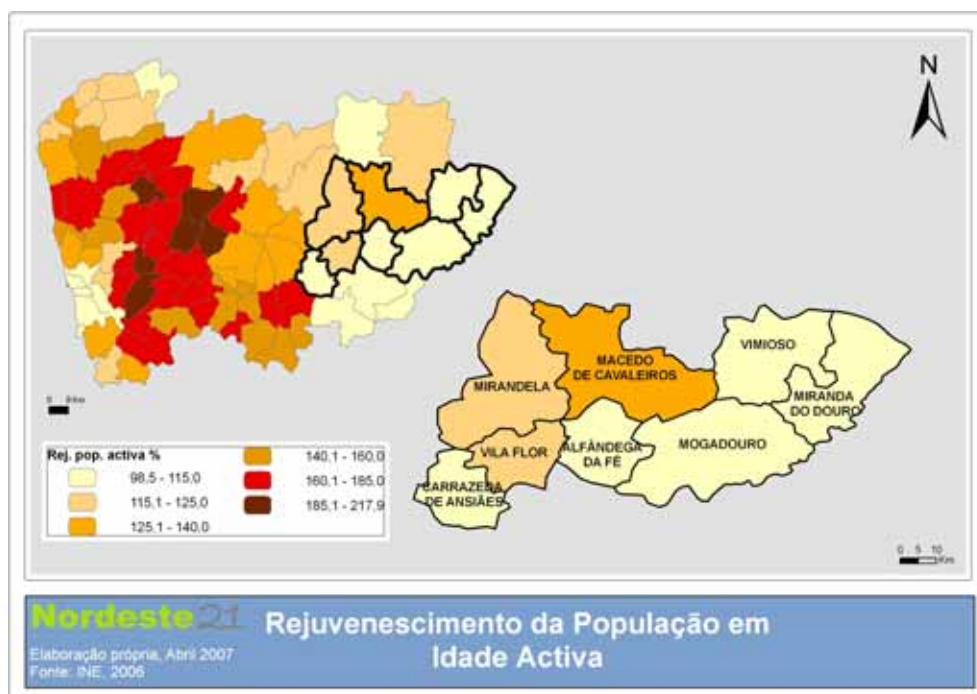 N
MIRANDELA
MACEDO
DE CAVALEIROS
VIMIOSO
MIRANDA
DO DOURO
MOGADOURO
ALFÂNDEGA
DA FÉ
VILA FLOR
CARRAZEDA
DE ANSIÃES
Rej. pop. activa %
98,5 - 115,0
115,1 - 125,0
125,1 - 140,0
140,1 - 160,0
160,1 - 185,0
185,1 - 217,9
0 5 10
Km
Nordeste 21
Elaboração própria, Abril 2007
Fonte: INE, 2006
Rejuvenescimento da População em
Idade Activa